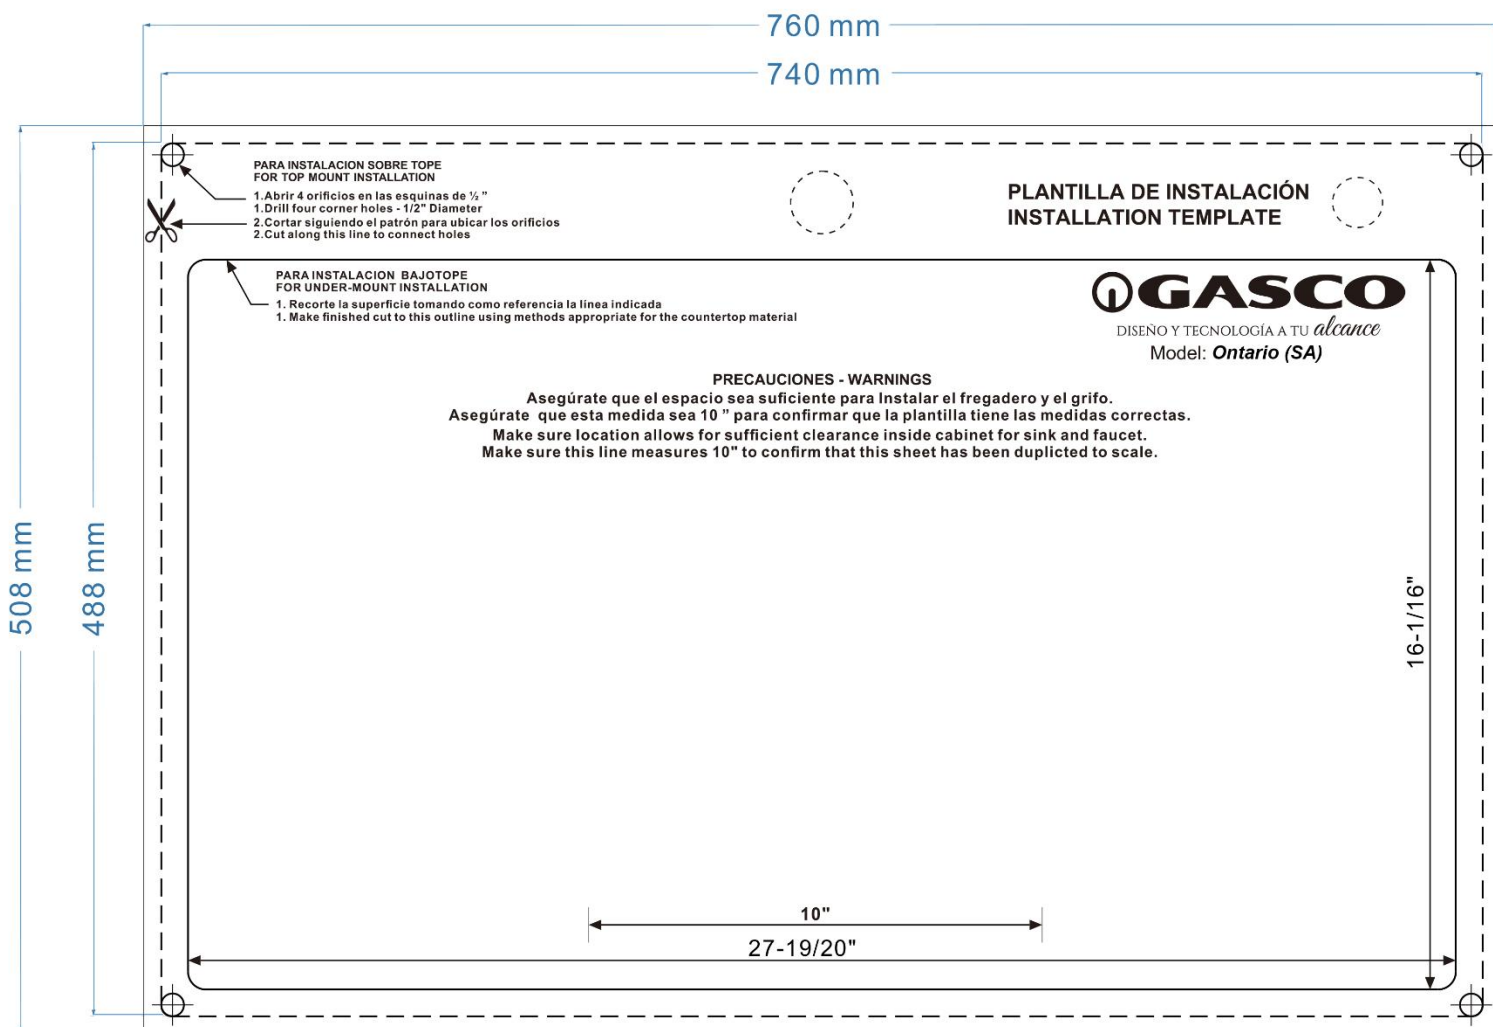 760 mm
740 mm
508 mm
488 mm
PARA INSTALACION SOBRE TOPE
FOR TOP MOUNT INSTALLATION
1.Abrir 4 orificios en las esquinas de ½ ”
1.Drill four corner holes - 1/2" Diameter
2.Cortar siguiendo el patrón para ubicar los orificios
2.Cut along this line to connect holes
PLANTILLA DE INSTALACIÓN
INSTALLATION TEMPLATE
PARA INSTALACION BAJOTOPE
FOR UNDER-MOUNT INSTALLATION
1. Recorte la superficie tomando como referencia la línea indicada
1. Make finished cut to this outline using methods appropriate for the countertop material
GASCO
DISEÑO Y TECNOLOGÍA A TU alcance
Model: Ontario (SA)
PRECAUCIONES - WARNINGS
Asegúrate que el espacio sea suficiente para Instalar el fregadero y el grifo.
Asegúrate que esta medida sea 10 ” para confirmar que la plantilla tiene las medidas correctas.
Make sure location allows for sufficient clearance inside cabinet for sink and faucet.
Make sure this line measures 10" to confirm that this sheet has been duplicted to scale.
16-1/16"
10"
27-19/20"